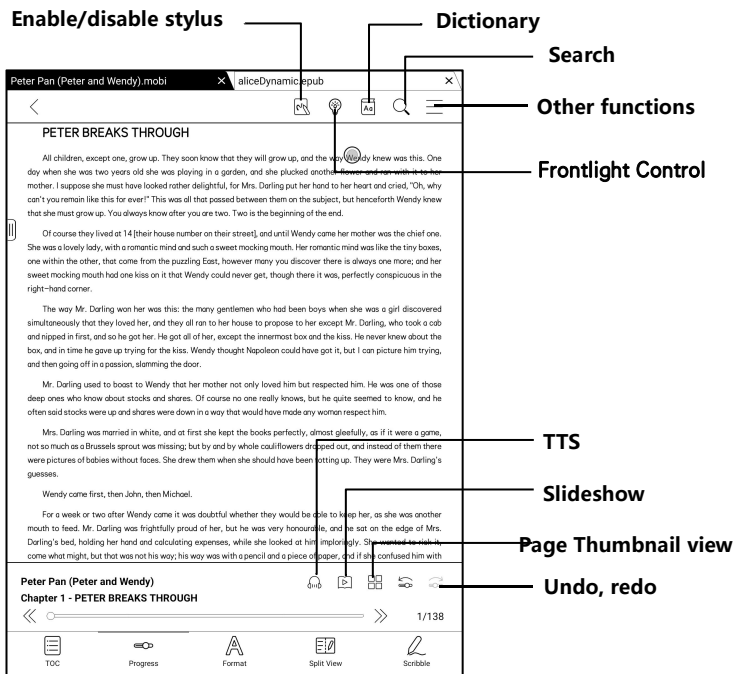 Enable/disable stylus
Dictionary
Search
Peter Pan (Peter and Wendy).mobi
aliceDynamic.epub
Aa
Other functions
Frontlight Control
PETER BREAKS THROUGH
All children, except one, grow up. They soon know that they will grow up, and the way Wendy knew was this. One
day when she was two years old she was playing in a garden, and she plucked another flower and ran with it to her
mother. I suppose she must have looked rather delightful, for Mrs. Darling put her hand to her heart and cried, "Oh, why
can't you remain like this for ever!" This was all that passed between them on the subject, but henceforth Wendy knew
that she must grow up. You always know after you are two. Two is the beginning of the end.
Of course they lived at 14 [their house number on their street], and until Wendy came her mother was the chief one.
She was a lovely lady, with a romantic mind and such a sweet mocking mouth. Her romantic mind was like the tiny boxes,
one within the other, that come from the puzzling East, however many you discover there is always one more; and her
sweet mocking mouth had one kiss on it that Wendy could never get, though there it was, perfectly conspicuous in the
right-hand corner.
The way Mr. Darling won her was this: the many gentlemen who had been boys when she was a girl discovered
simultaneously that they loved her, and they all ran to her house to propose to her except Mr. Darling, who took a cab
and nipped in first, and so he got her. He got all of her, except the innermost box and the kiss. He never knew about the
box, and in time he gave up trying for the kiss. Wendy thought Napoleon could have got it, but I can picture him trying,
and then going off in a passion, slamming the door.
Mr. Darling used to boast to Wendy that her mother not only loved him but respected him. He was one of those
deep ones who know about stocks and shares. Of course no one really knows, but he quite seemed to know, and he
often said stocks were up and shares were down in a way that would have made any woman respect him.
Mrs. Darling was married in white, and at first she kept the books perfectly, almost gleefully, as if it were a game,
not so much as a Brussels sprout was missing; but by and by whole cauliflowers dropped out, and instead of them there
were pictures of babies without faces. She drew them when she should have been totting up. They were Mrs. Darling's
guesses.
Wendy came first, then John, then Michael.
For a week or two after Wendy came it was doubtful whether they would be able to keep her, as she was another
mouth to feed. Mr. Darling was frightfully proud of her, but he was very honourable, and he sat on the edge of Mrs.
Darling's bed, holding her hand and calculating expenses, while she looked at him imploringly. She wanted to risk it,
come what might, but that was not his way; his way was with a pencil and a piece of paper, and if she confused him with
TTS
Slideshow
Page Thumbnail view
Undo, redo
Peter Pan (Peter and Wendy)
Chapter 1 - PETER BREAKS THROUGH
1/138
TOC
Progress
Format
Split View
Scribble